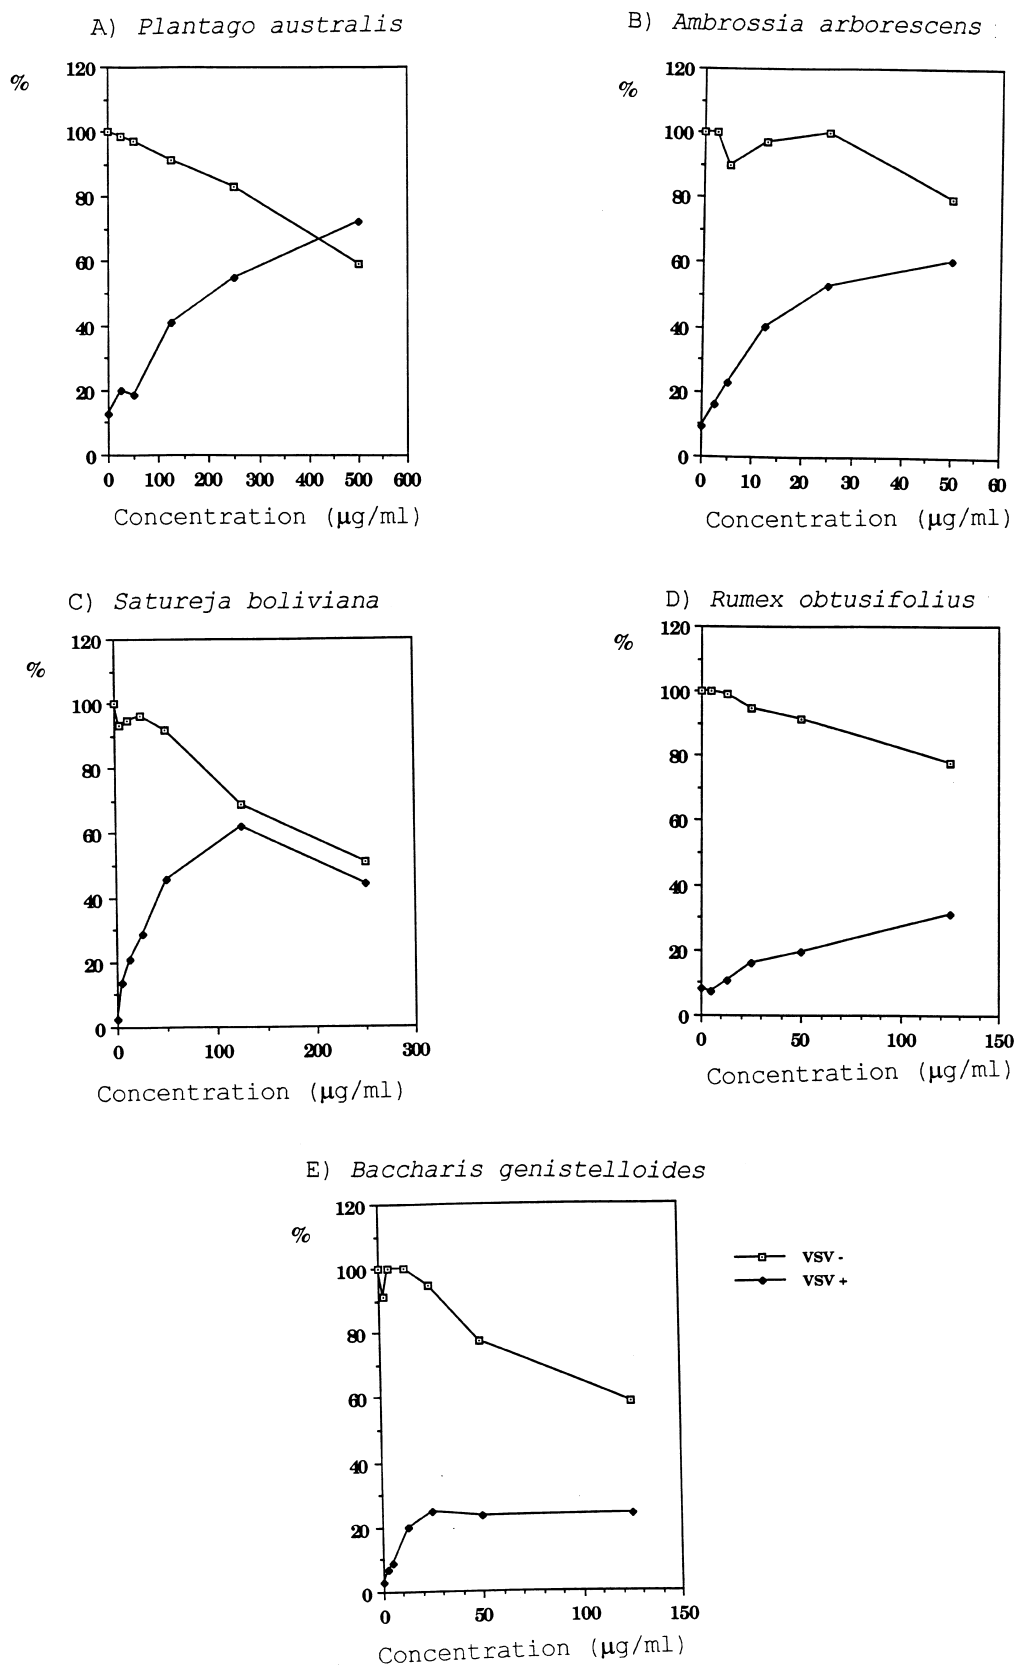 A) Plantago australis
%
120
100
80
60
40
20
0
0 100 200 300 400 500 600
Concentration (µg/ml)
B) Ambrossia arborescens
%
120
100
80
60
40
20
0
0 10 20 30 40 50 60
Concentration (µg/ml)
C) Satureja boliviana
%
120
100
80
60
40
20
0
0 100 200 300
Concentration (µg/ml)
D) Rumex obtusifolius
%
120
100
80
60
40
20
0
0 50 100 150
Concentration (µg/ml)
E) Baccharis genistelloides
%
120
100
80
60
40
20
0
0 50 100 150
Concentration (µg/ml)
VSV -
VSV +